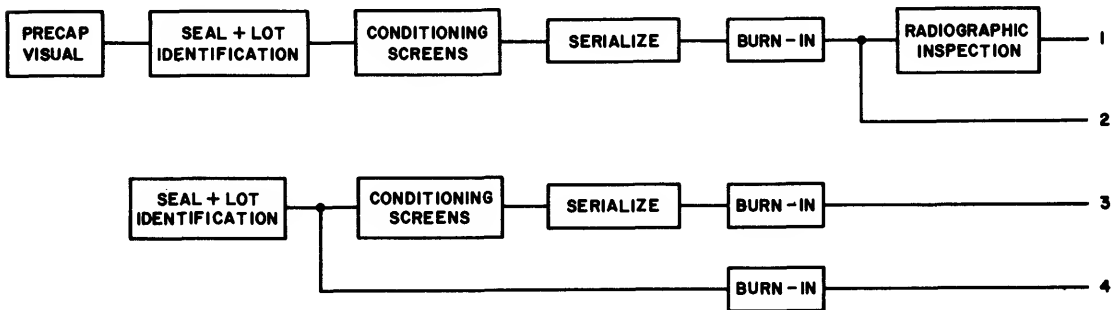 PRECAP
VISUAL
SEAL + LOT
IDENTIFICATION
CONDITIONING
SCREENS
SERIALIZE
BURN-IN
RADIOGRAPHIC
INSPECTION
1
2
SEAL + LOT
IDENTIFICATION
CONDITIONING
SCREENS
SERIALIZE
BURN-IN
3
BURN-IN
4